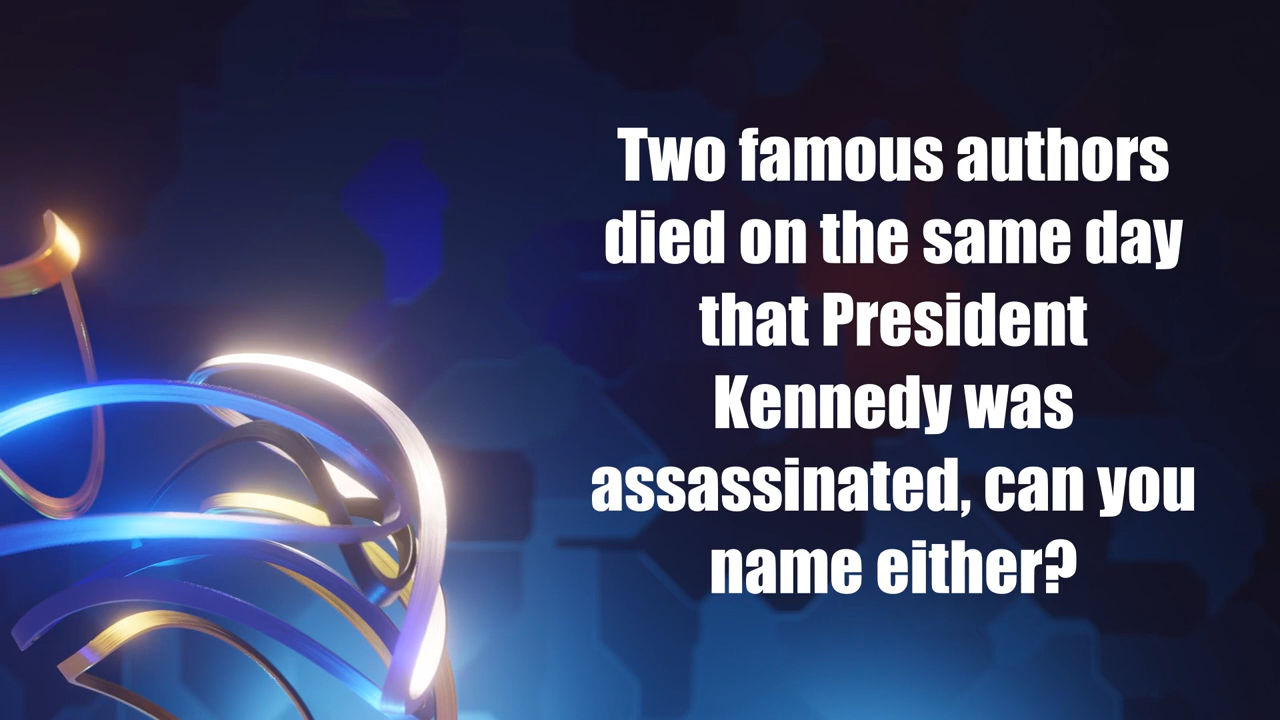 Two famous authors
died on the same day
that President
Kennedy was
assassinated, can you
name either?